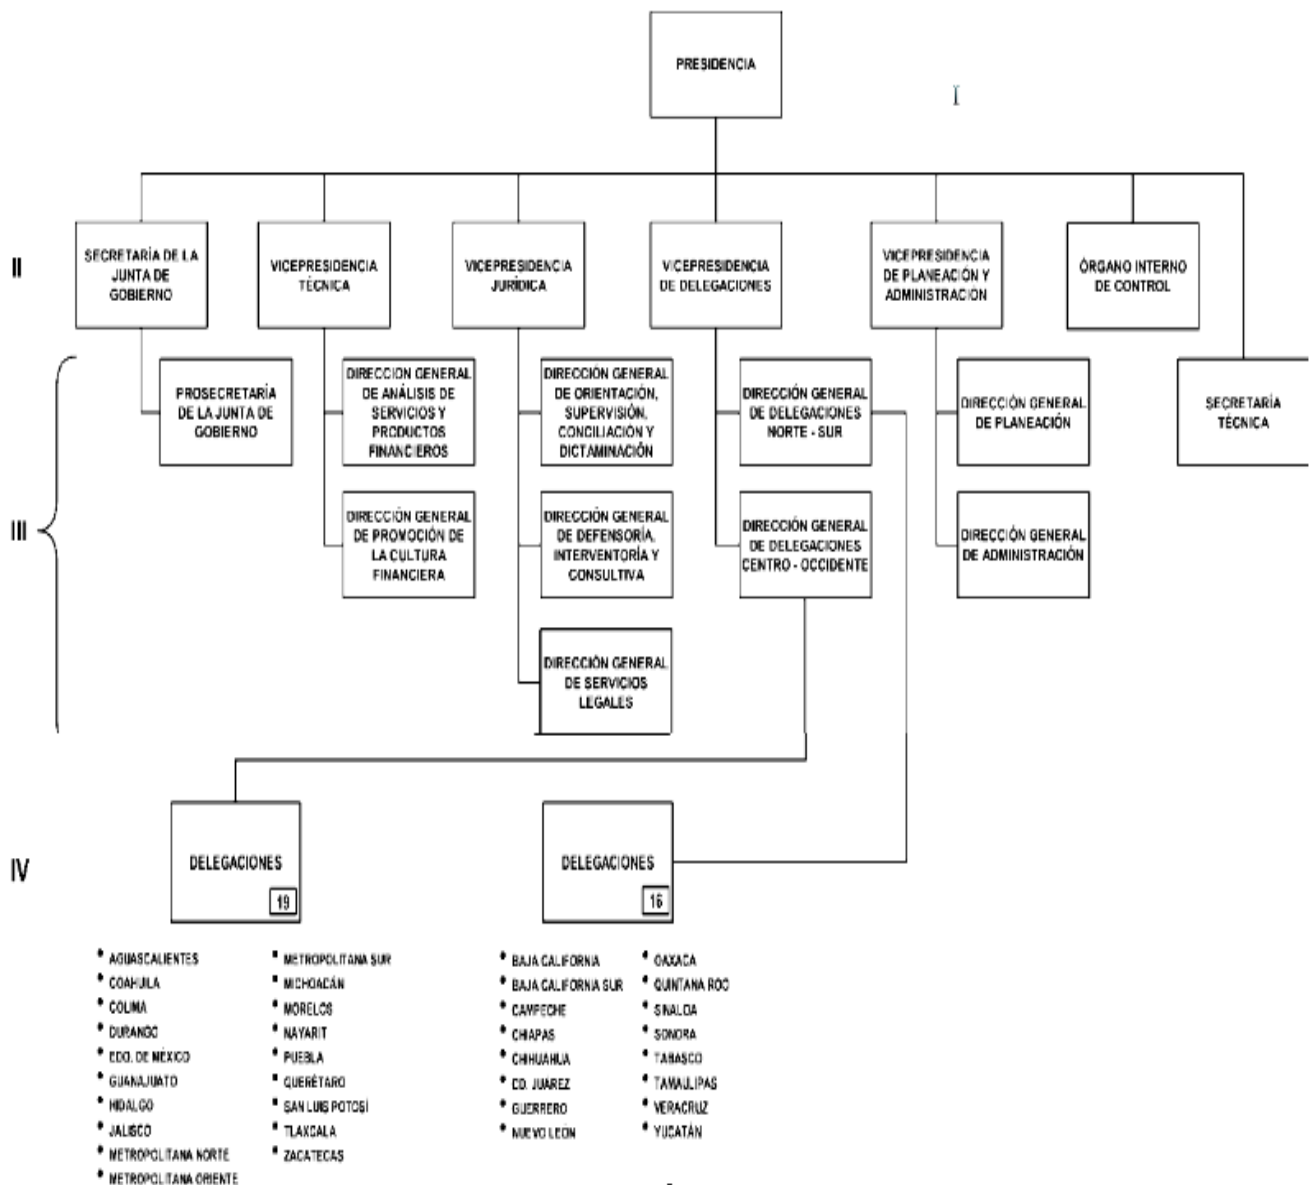 PRESIDENCIA
II
SECRETARÍA DE LA
JUNTA DE
GOBIERNO
VICEPRESIDENCIA
TÉCNICA
VICEPRESIDENCIA
JURÍDICA
VICEPRESIDENCIA
DE DELEGACIONES
VICEPRESIDENCIA
DE PLANEACIÓN Y
ADMINISTRACIÓN
ÓRGANO INTERNO
DE CONTROL
III
PROSECRETARÍA
DE LA JUNTA DE
GOBIERNO
DIRECCION GENERAL
DE ANÁLISIS DE
SERVICIOS Y
PRODUCTOS
FINANCIEROS
DIRECCIÓN GENERAL
DE ORIENTACIÓN,
SUPERVISIÓN,
CONCILIACIÓN Y
DICTAMINACIÓN
DIRECCIÓN GENERAL
DE DELEGACIONES
NORTE - SUR
DIRECCIÓN GENERAL
DE PLANEACIÓN
SECRETARÍA
TÉCNICA
DIRECCIÓN GENERAL
DE PROMOCIÓN DE
LA CULTURA
FINANCIERA
DIRECCIÓN GENERAL
DE DEFENSORÍA,
INTERVENTORÍA Y
CONSULTIVA
DIRECCIÓN GENERAL
DE DELEGACIONES
CENTRO - OCCIDENTE
DIRECCIÓN GENERAL
DE ADMINISTRACIÓN
DIRECCIÓN GENERAL
DE SERVICIOS
LEGALES
IV
DELEGACIONES
19
DELEGACIONES
16
• AGUASCALIENTES
• COAHUILA
• COLIMA
• DURANGO
• EDO. DE MÉXICO
• GUANAJUATO
• HIDALGO
• JALISCO
• METROPOLITANA NORTE
• METROPOLITANA ORIENTE
• METROPOLITANA SUR
• MICHOACÁN
• MORELOS
• NAYARIT
• PUEBLA
• QUERÉTARO
• SAN LUIS POTOSÍ
• TLAXCALA
• ZACATECAS
• BAJA CALIFORNIA
• BAJA CALIFORNIA SUR
• CAMPECHE
• CHIAPAS
• CHIHUAHUA
• CD. JUÁREZ
• GUERRERO
• NUEVO LEÓN
• OAXACA
• QUINTANA ROO
• SINALOA
• SONORA
• TABASCO
• TAMAULIPAS
• VERACRUZ
• YUCATÁN